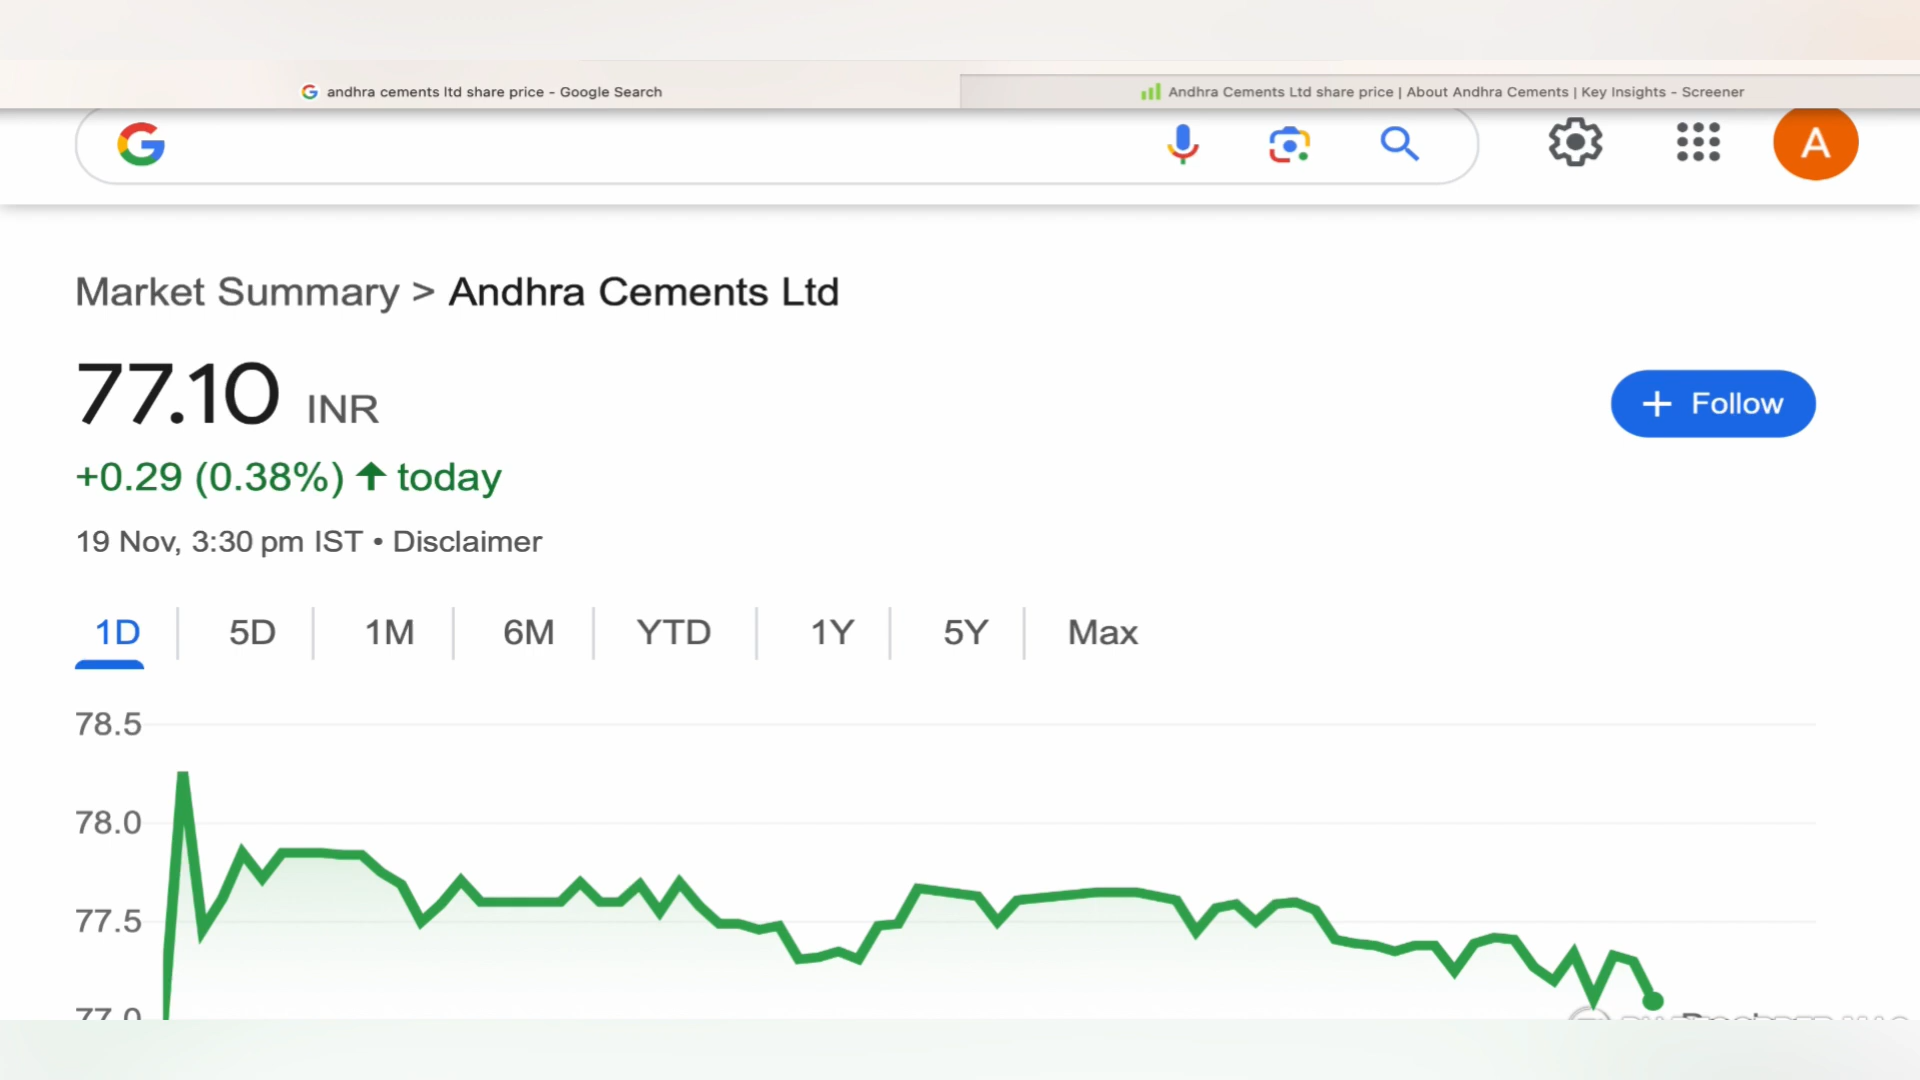 andhra cements ltd share price - Google Search
Andhra Cements Ltd share price | About Andhra Cements | Key Insights - Screener
A
Market Summary > Andhra Cements Ltd
77.10 INR
+ Follow
+0.29 (0.38%) ↑ today
19 Nov, 3:30 pm IST • Disclaimer
1D 5D 1M 6M YTD 1Y 5Y Max
78.5
78.0
77.5
77.0